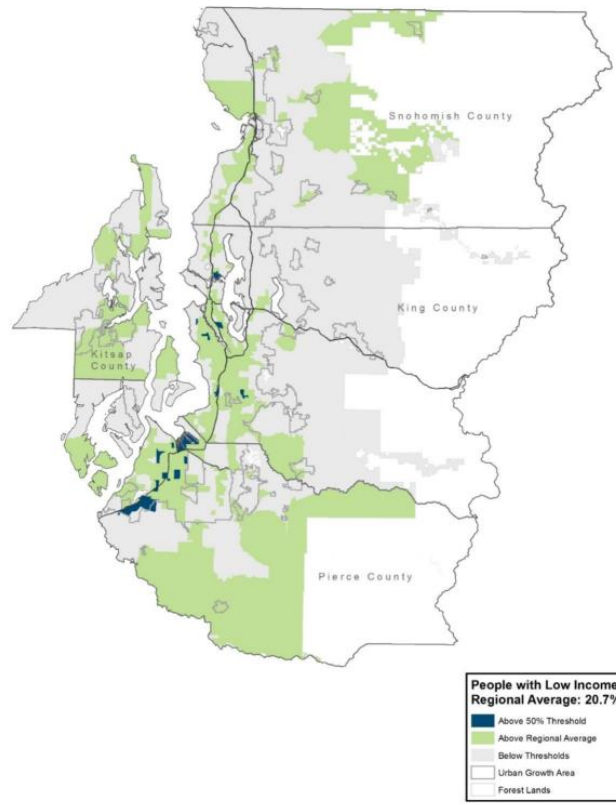 Snohomish County
King County
Kitsap
County
Pierce County
People with Low Income
Regional Average: 20.7%
Above 50% Threshold
Above Regional Average
Below Thresholds
Urban Growth Area
Forest Lands